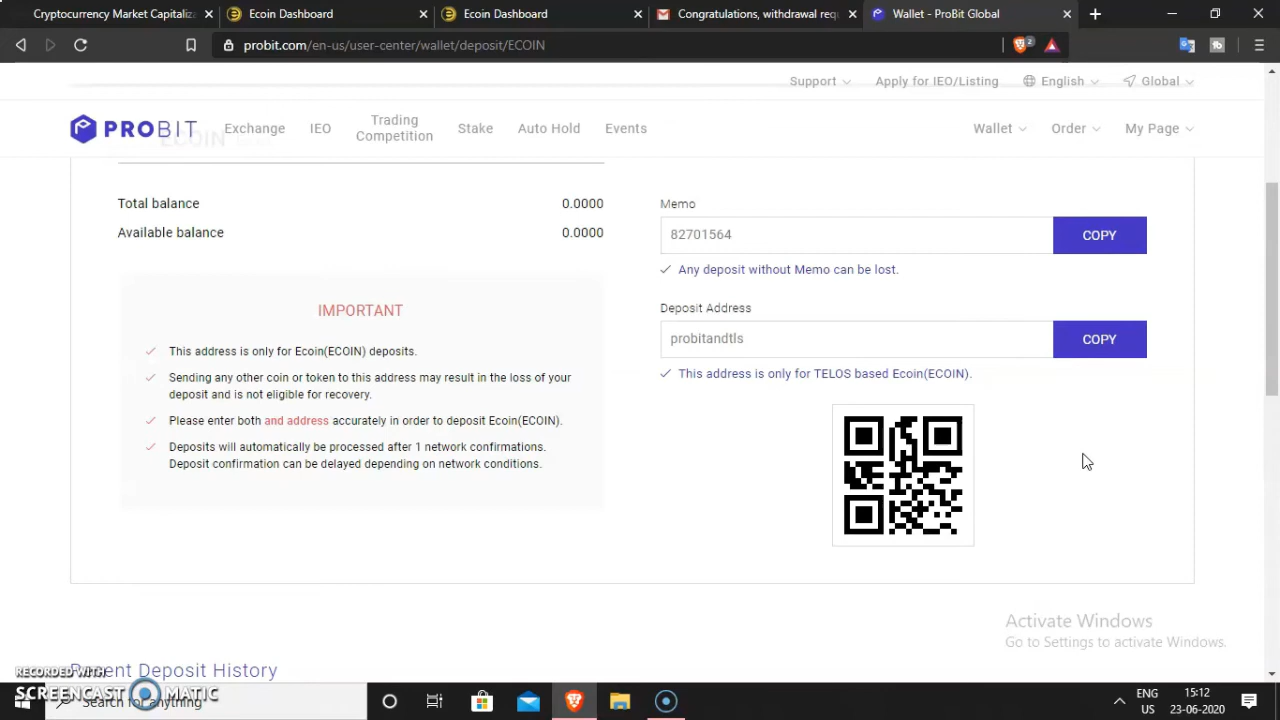 Cryptocurrency Market Capitaliz
Ecoin Dashboard
Ecoin Dashboard
Congratulations, withdrawal requ
Wallet - ProBit Global
probit.com/en-us/user-center/wallet/deposit/ECOIN
2
Support
Apply for IEO/Listing
English
Global
PROBIT
Exchange
IEO
Trading
Competition
Stake
Auto Hold
Events
Wallet
Order
My Page
ECOIN
Total balance 0.0000
Available balance 0.0000
IMPORTANT
This address is only for Ecoin(ECOIN) deposits.
Sending any other coin or token to this address may result in the loss of your
deposit and is not eligible for recovery.
Please enter both and address accurately in order to deposit Ecoin(ECOIN).
Deposits will automatically be processed after 1 network confirmations.
Deposit confirmation can be delayed depending on network conditions.
Memo
82701564
COPY
Any deposit without Memo can be lost.
Deposit Address
probitandtls
COPY
This address is only for TELOS based Ecoin(ECOIN).
Activate Windows
Go to Settings to activate Windows.
Recent Deposit History
RECORDED WITH
SCREENCAST MATIC
Search for anything
ENG
US
15:12
23-06-2020